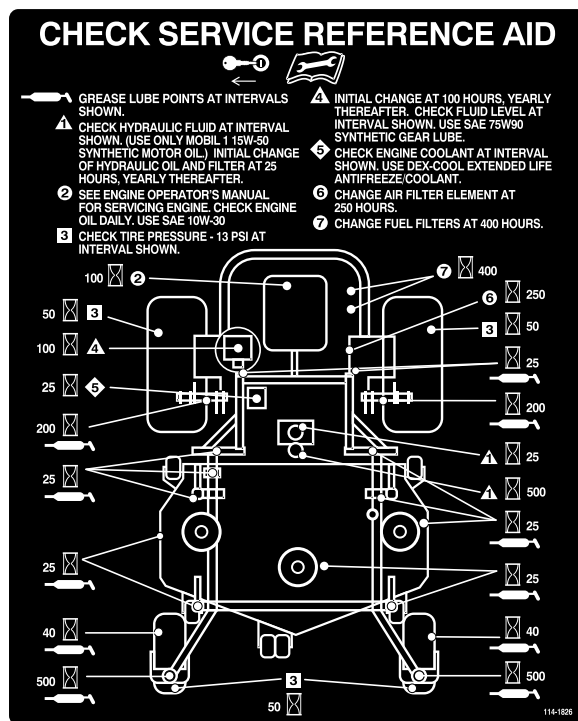 CHECK SERVICE REFERENCE AID
GREASE LUBE POINTS AT INTERVALS
SHOWN.
1 CHECK HYDRAULIC FLUID AT INTERVAL
SHOWN. (USE ONLY MOBIL 1 15W-50
SYNTHETIC MOTOR OIL.) INITIAL CHANGE
OF HYDRAULIC OIL AND FILTER AT 25
HOURS, YEARLY THEREAFTER.
2 SEE ENGINE OPERATOR'S MANUAL
FOR SERVICING ENGINE. CHECK ENGINE
OIL DAILY. USE SAE 10W-30
3 CHECK TIRE PRESSURE - 13 PSI AT
INTERVAL SHOWN.
4 INITIAL CHANGE AT 100 HOURS, YEARLY
THEREAFTER. CHECK FLUID LEVEL AT
INTERVAL SHOWN. USE SAE 75W90
SYNTHETIC GEAR LUBE.
5 CHECK ENGINE COOLANT AT INTERVAL
SHOWN. USE DEX-COOL EXTENDED LIFE
ANTIFREEZE/COOLANT.
6 CHANGE AIR FILTER ELEMENT AT
250 HOURS.
7 CHANGE FUEL FILTERS AT 400 HOURS.
100 2
50 3
100 4
25 5
200
25
25
40
500
7 400
6 250
3 50
25
200
1 25
1 500
25
25
40
500
3
50
114-1826